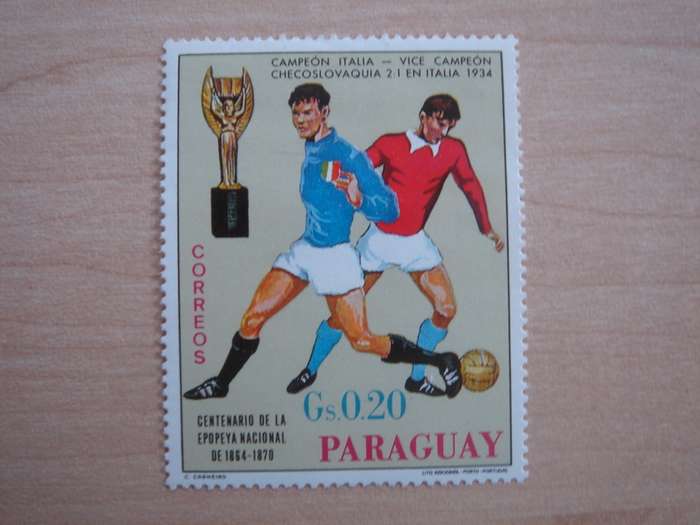 CAMPEÓN ITALIA — VICE CAMPEÓN
CHECOSLOVAQUIA 2:1 EN ITALIA 1934
CORREOS
Gs.0.20
CENTENARIO DE LA
EPOPEYA NACIONAL
DE 1864-1870
PARAGUAY